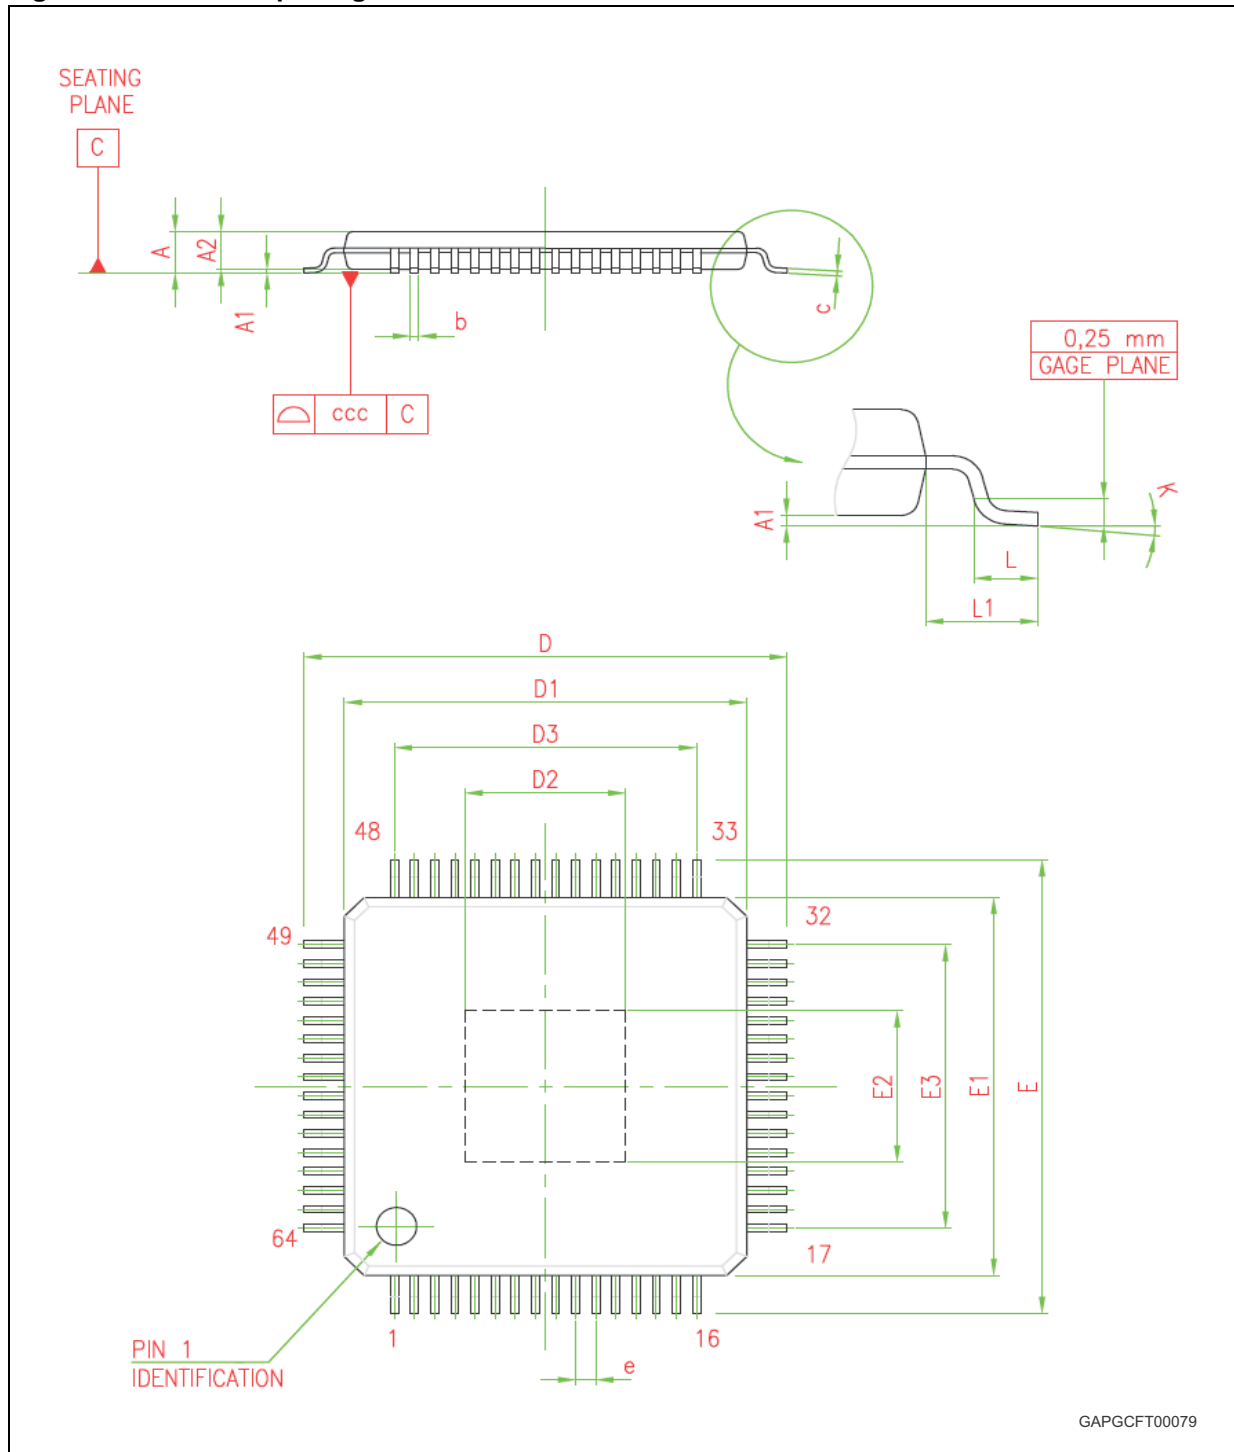 SEATING
PLANE
C
A
A2
A1
b
c
ccc
C
0,25 mm
GAGE PLANE
K
A1
L
L1
D
D1
D3
D2
48
33
49
32
E2
E3
E1
E
64
17
1
16
PIN 1
IDENTIFICATION
e
GAPGCFT00079